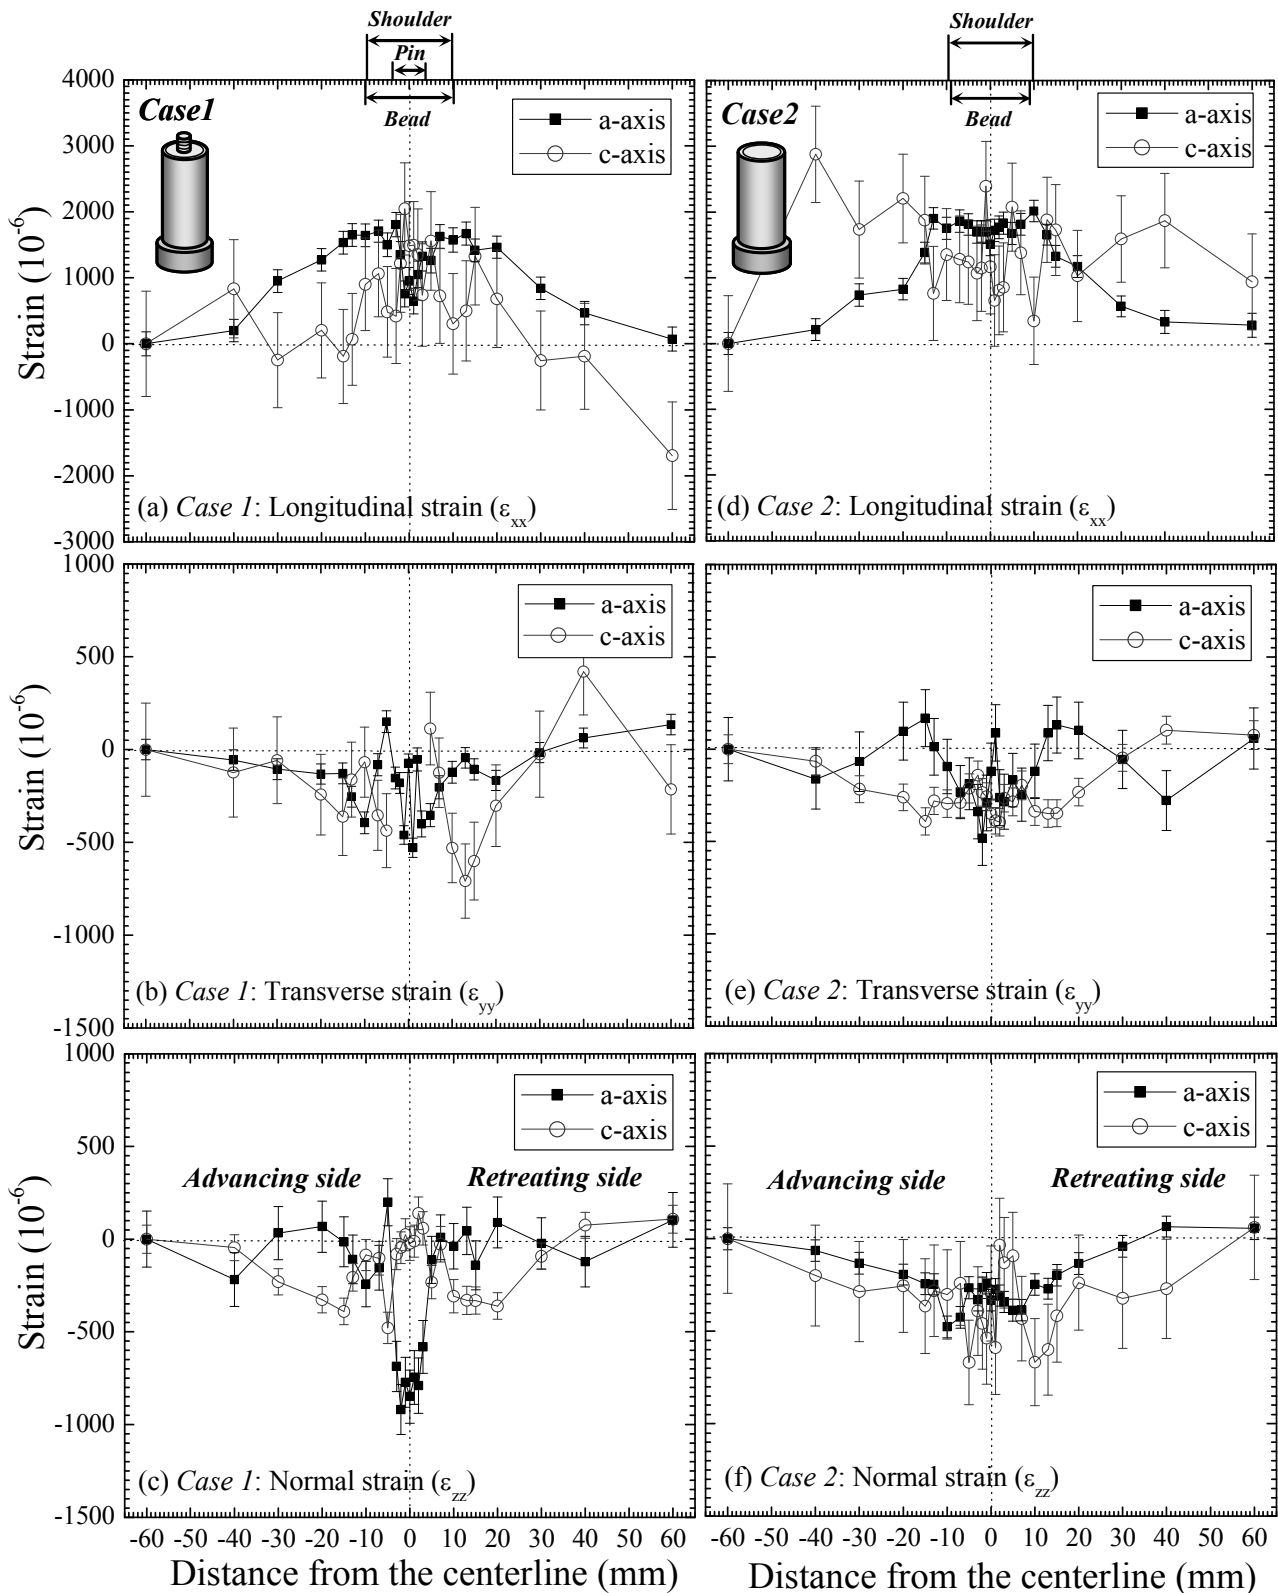 Shoulder
Pin
Bead
Shoulder
Bead
4000
3000
2000
1000
0
-1000
-2000
-3000
Strain (10-6)
Case1
a-axis
c-axis
(a) Case 1: Longitudinal strain (εxx)
Case2
a-axis
c-axis
(d) Case 2: Longitudinal strain (εxx)
1000
500
0
-500
-1000
-1500
Strain (10-6)
a-axis
c-axis
(b) Case 1: Transverse strain (εyy)
a-axis
c-axis
(e) Case 2: Transverse strain (εyy)
1000
500
0
-500
-1000
-1500
Strain (10-6)
a-axis
c-axis
Advancing side Retreating side
(c) Case 1: Normal strain (εzz)
a-axis
c-axis
Advancing side Retreating side
(f) Case 2: Normal strain (εzz)
-60 -50 -40 -30 -20 -10 0 10 20 30 40 50 60
Distance from the centerline (mm)
-60 -50 -40 -30 -20 -10 0 10 20 30 40 50 60
Distance from the centerline (mm)